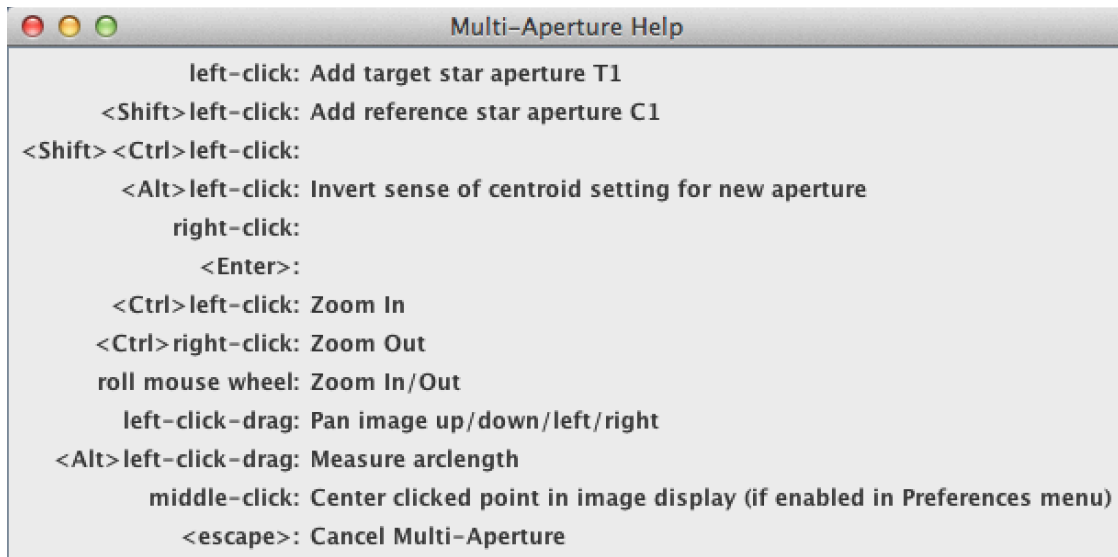 Multi-Aperture Help
left-click: Add target star aperture T1
<Shift>left-click: Add reference star aperture C1
<Shift><Ctrl>left-click:
<Alt>left-click: Invert sense of centroid setting for new aperture
right-click:
<Enter>:
<Ctrl>left-click: Zoom In
<Ctrl>right-click: Zoom Out
roll mouse wheel: Zoom In/Out
left-click-drag: Pan image up/down/left/right
<Alt>left-click-drag: Measure arclength
middle-click: Center clicked point in image display (if enabled in Preferences menu)
<escape>: Cancel Multi-Aperture